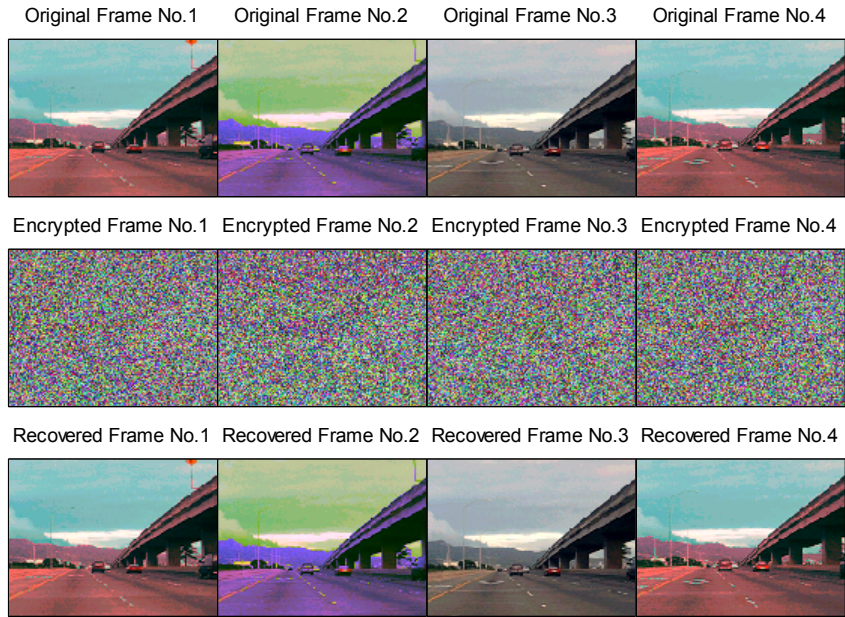 Original Frame No.1 Original Frame No.2 Original Frame No.3 Original Frame No.4
Encrypted Frame No.1 Encrypted Frame No.2 Encrypted Frame No.3 Encrypted Frame No.4
Recovered Frame No.1 Recovered Frame No.2 Recovered Frame No.3 Recovered Frame No.4